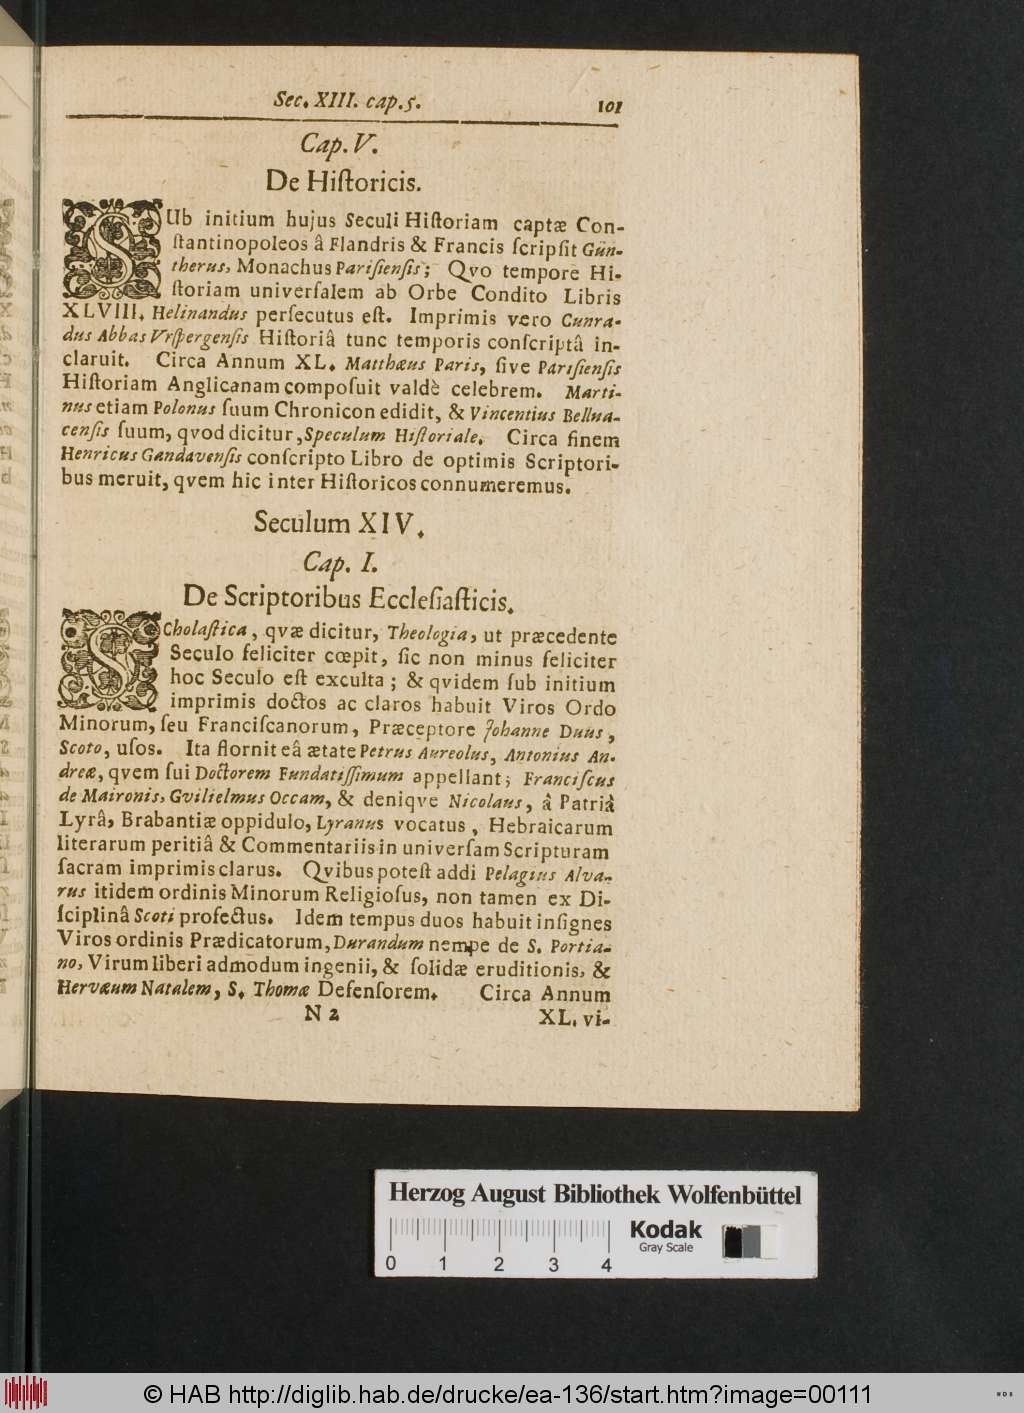 Sec. XIII. cap. 5. 101
Cap. V.
De Hiſtoricis.
SUb initium hujus Seculi Hiſtoriam captæ Con-
ſtantinopoleos â Flandris & Francis ſcripſit Gün-
therus, Monachus Pariſienſis; Qvo tempore Hi-
ſtoriam univerſalem ab Orbe Condito Libris
XLVIII. Helinandus perſecutus eſt. Imprimis vero Cunra-
dus Abbas Vrſpergenſis Hiſtoriâ tunc temporis conſcriptâ in-
claruit. Circa Annum XL. Matthæus Paris, ſive Pariſienſis
Hiſtoriam Anglicanam compoſuit valdè celebrem. Marti-
nus etiam Polonus ſuum Chronicon edidit, & Vincentius Bellua-
cenſis ſuum, qvod dicitur, Speculum Hiſtoriale. Circa finem
Henricus Gandavenſis conſcripto Libro de optimis Scriptori-
bus meruit, qvem hic inter Hiſtoricos connumeremus.
Seculum XIV.
Cap. I.
De Scriptoribus Eccleſiaſticis.
SCholaſtica, qvæ dicitur, Theologia, ut præcedente
Seculo feliciter cœpit, ſic non minus feliciter
hoc Seculo eſt exculta; & qvidem ſub initium
imprimis doctos ac claros habuit Viros Ordo
Minorum, ſeu Franciſcanorum, Præceptore Johanne Duns,
Scoto, uſos. Ita flornit eâ ætate Petrus Aureolus, Antonius An-
dreæ, qvem ſui Doctorem Fundatiſſimum appellant; Franciſcus
de Maironis, Gvilielmus Occam, & deniqve Nicolaus, â Patriâ
Lyrâ, Brabantiæ oppidulo, Lyranus vocatus, Hebraicarum
literarum peritiâ & Commentariis in univerſam Scripturam
ſacram imprimis clarus. Qvibus poteſt addi Pelagius Alva-
rus itidem ordinis Minorum Religioſus, non tamen ex Di-
ſciplinâ Scoti profectus. Idem tempus duos habuit inſignes
Viros ordinis Prædicatorum, Durandum nempe de S. Portia-
no, Virum liberi admodum ingenii, & ſolidæ eruditionis, &
Hervæum Natalem, S. Thomæ Defenſorem. Circa Annum
N 2 XL. vi-
Herzog August Bibliothek Wolfenbüttel
Kodak
Gray Scale
0 1 2 3 4
© HAB http://diglib.hab.de/drucke/ea-136/start.htm?image=00111